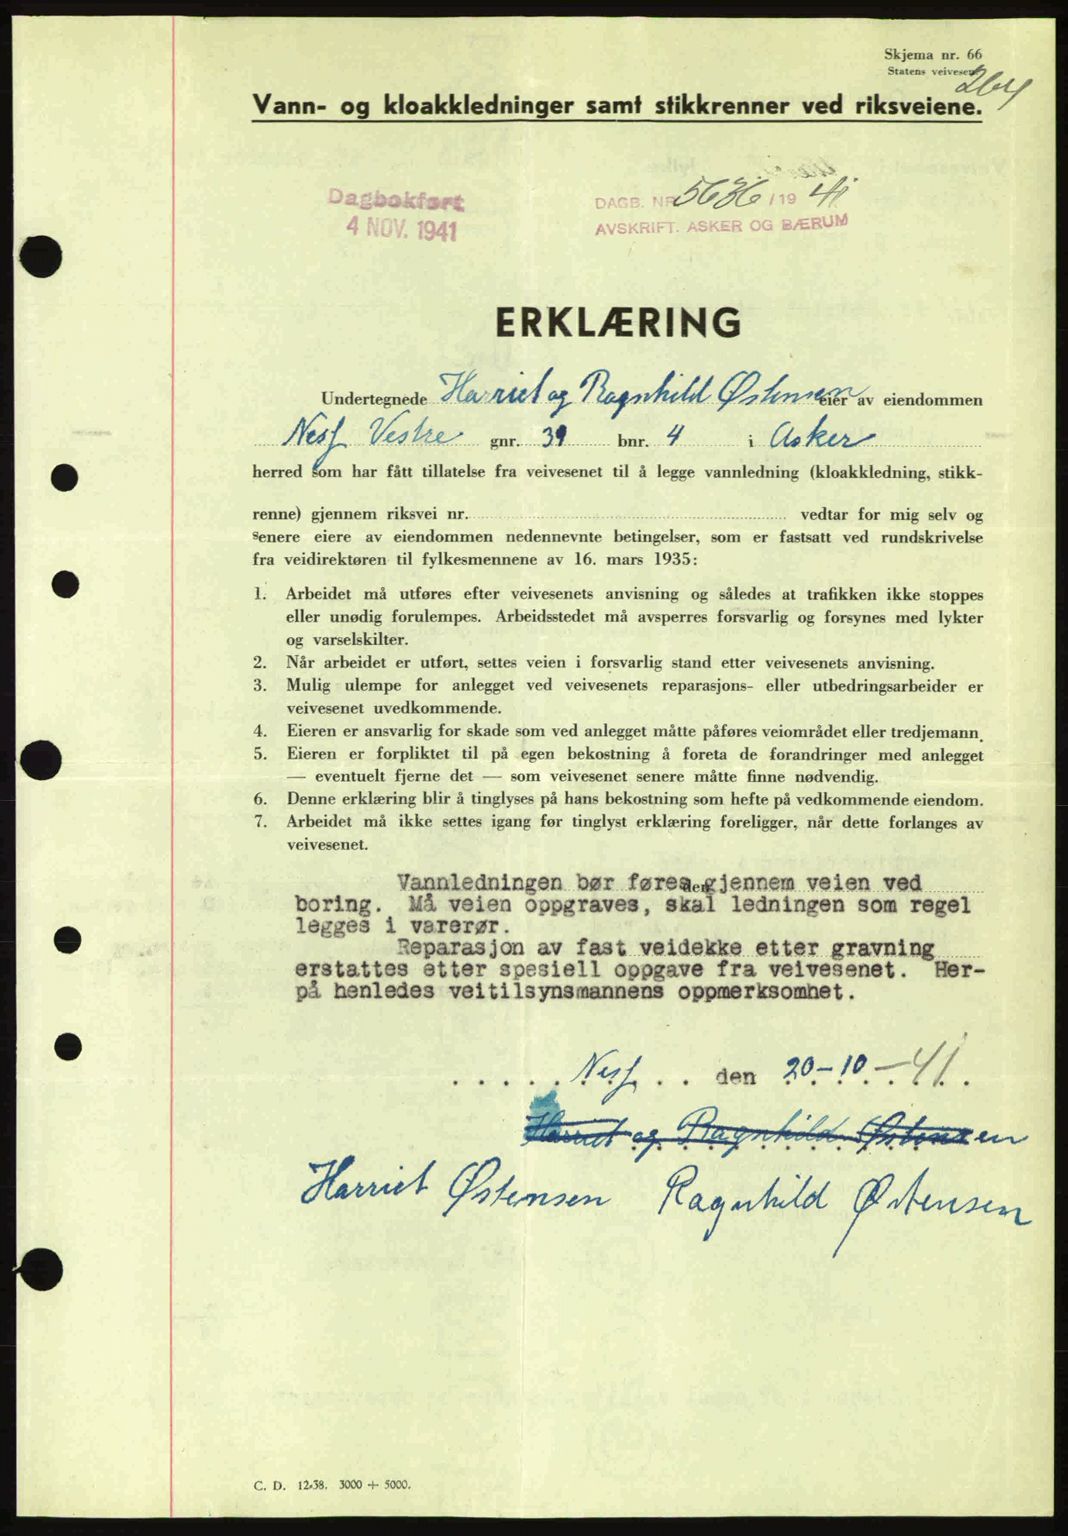 Skjema nr. 66
Statens veivesen
264
Vann- og kloakkledninger samt stikkrenner ved riksveiene.
Dagbokført
4 NOV. 1941
DAGB. NR 5636 / 19 41
AVSKRIFT. ASKER OG BÆRUM
ERKLÆRING
Undertegnede Harriet og Ragnhild Østensen eier av eiendommen
Nesf Vestre gnr. 39 bnr. 4 i Asker
herred som har fått tillatelse fra veivesenet til å legge vannledning (kloakkledning, stikk-
renne) gjennem riksvei nr. vedtar for mig selv og
senere eiere av eiendommen nedennevnte betingelser, som er fastsatt ved rundskrivelse
fra veidirektøren til fylkesmennene av 16. mars 1935:
1. Arbeidet må utføres efter veivesenets anvisning og således at trafikken ikke stoppes
eller unødig forulempes. Arbeidsstedet må avsperres forsvarlig og forsynes med lykter
og varselskilter.
2. Når arbeidet er utført, settes veien i forsvarlig stand etter veivesenets anvisning.
3. Mulig ulempe for anlegget ved veivesenets reparasjons- eller utbedringsarbeider er
veivesenet uvedkommende.
4. Eieren er ansvarlig for skade som ved anlegget måtte påføres veiområdet eller tredjemann.
5. Eieren er forpliktet til på egen bekostning å foreta de forandringer med anlegget
— eventuelt fjerne det — som veivesenet senere måtte finne nødvendig.
6. Denne erklæring blir å tinglyses på hans bekostning som hefte på vedkommende eiendom.
7. Arbeidet må ikke settes igang før tinglyst erklæring foreligger, når dette forlanges av
veivesenet.
Vannledningen bør føres gjennem veien ved
boring. Må veien oppgraves, skal ledningen som regel
legges i varerør.
Reparasjon av fast veidekke etter gravning
erstattes etter spesiell oppgave fra veivesenet. Her-
på henledes veitilsynsmannens oppmerksomhet.
Nesf den 20-10-41.
Harriet og Ragnhild Østensen
Harriet Østensen Ragnhild Østensen
C. D. 12-38. 3000 + 5000.